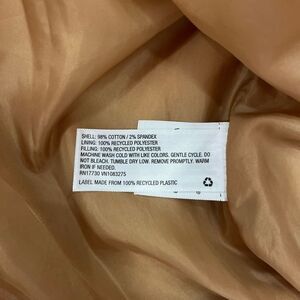 SHELL: 98% COTTON / 2% SPANDEX
LINING: 100% RECYCLED POLYESTER
FILLING: 100% RECYCLED POLYESTER
MACHINE WASH COLD WITH LIKE COLORS. GENTLE CYCLE. DO
NOT BLEACH. TUMBLE DRY LOW. REMOVE PROMPTLY. WARM
IRON IF NEEDED.
RN17730 VN1083275
LABEL MADE FROM 100% RECYCLED PLASTIC